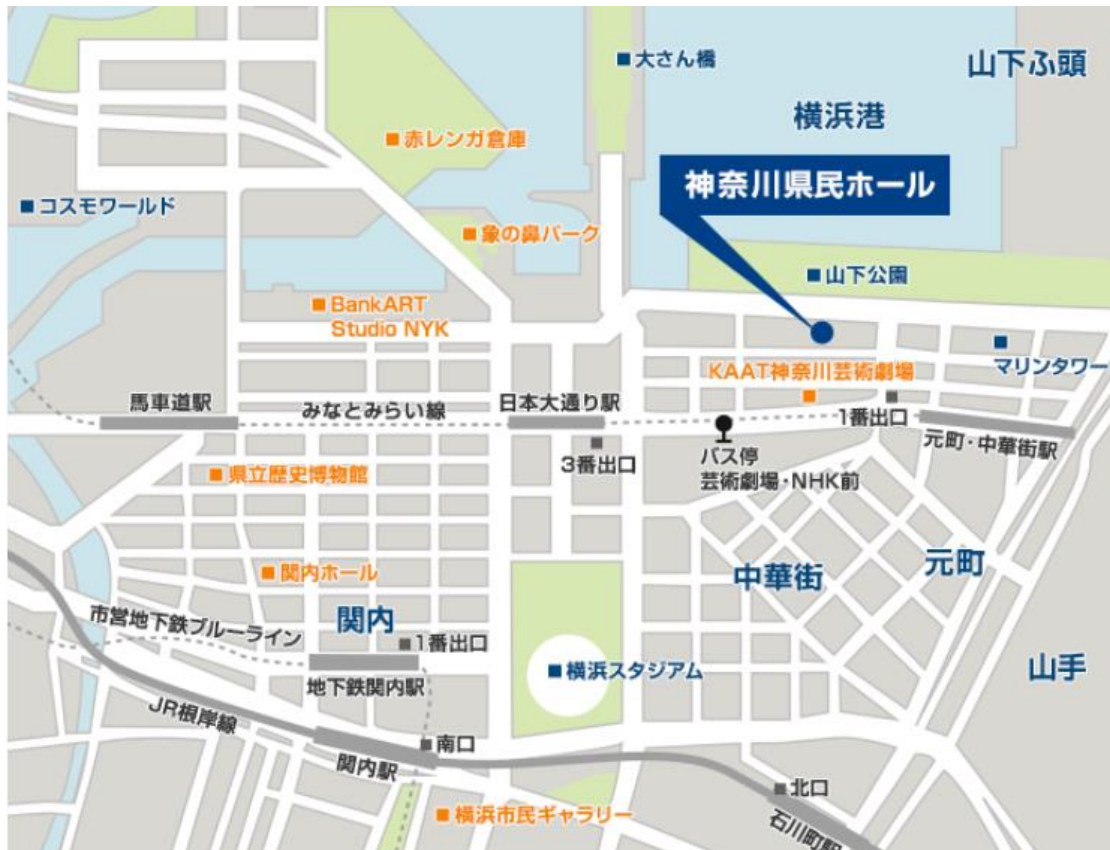 大さん橋
山下ふ頭
横浜港
赤レンガ倉庫
神奈川県民ホール
コスモワールド
象の鼻パーク
山下公園
BankART
Studio NYK
マリンタワー
KAAT神奈川芸術劇場
馬車道駅
みなとみらい線
日本大通り駅
1番出口
元町・中華街駅
3番出口
バス停
芸術劇場・NHK前
県立歴史博物館
関内ホール
中華街
元町
市営地下鉄ブルーライン
関内
1番出口
地下鉄関内駅
横浜スタジアム
山手
JR根岸線
南口
関内駅
北口
横浜市民ギャラリー
石川町駅